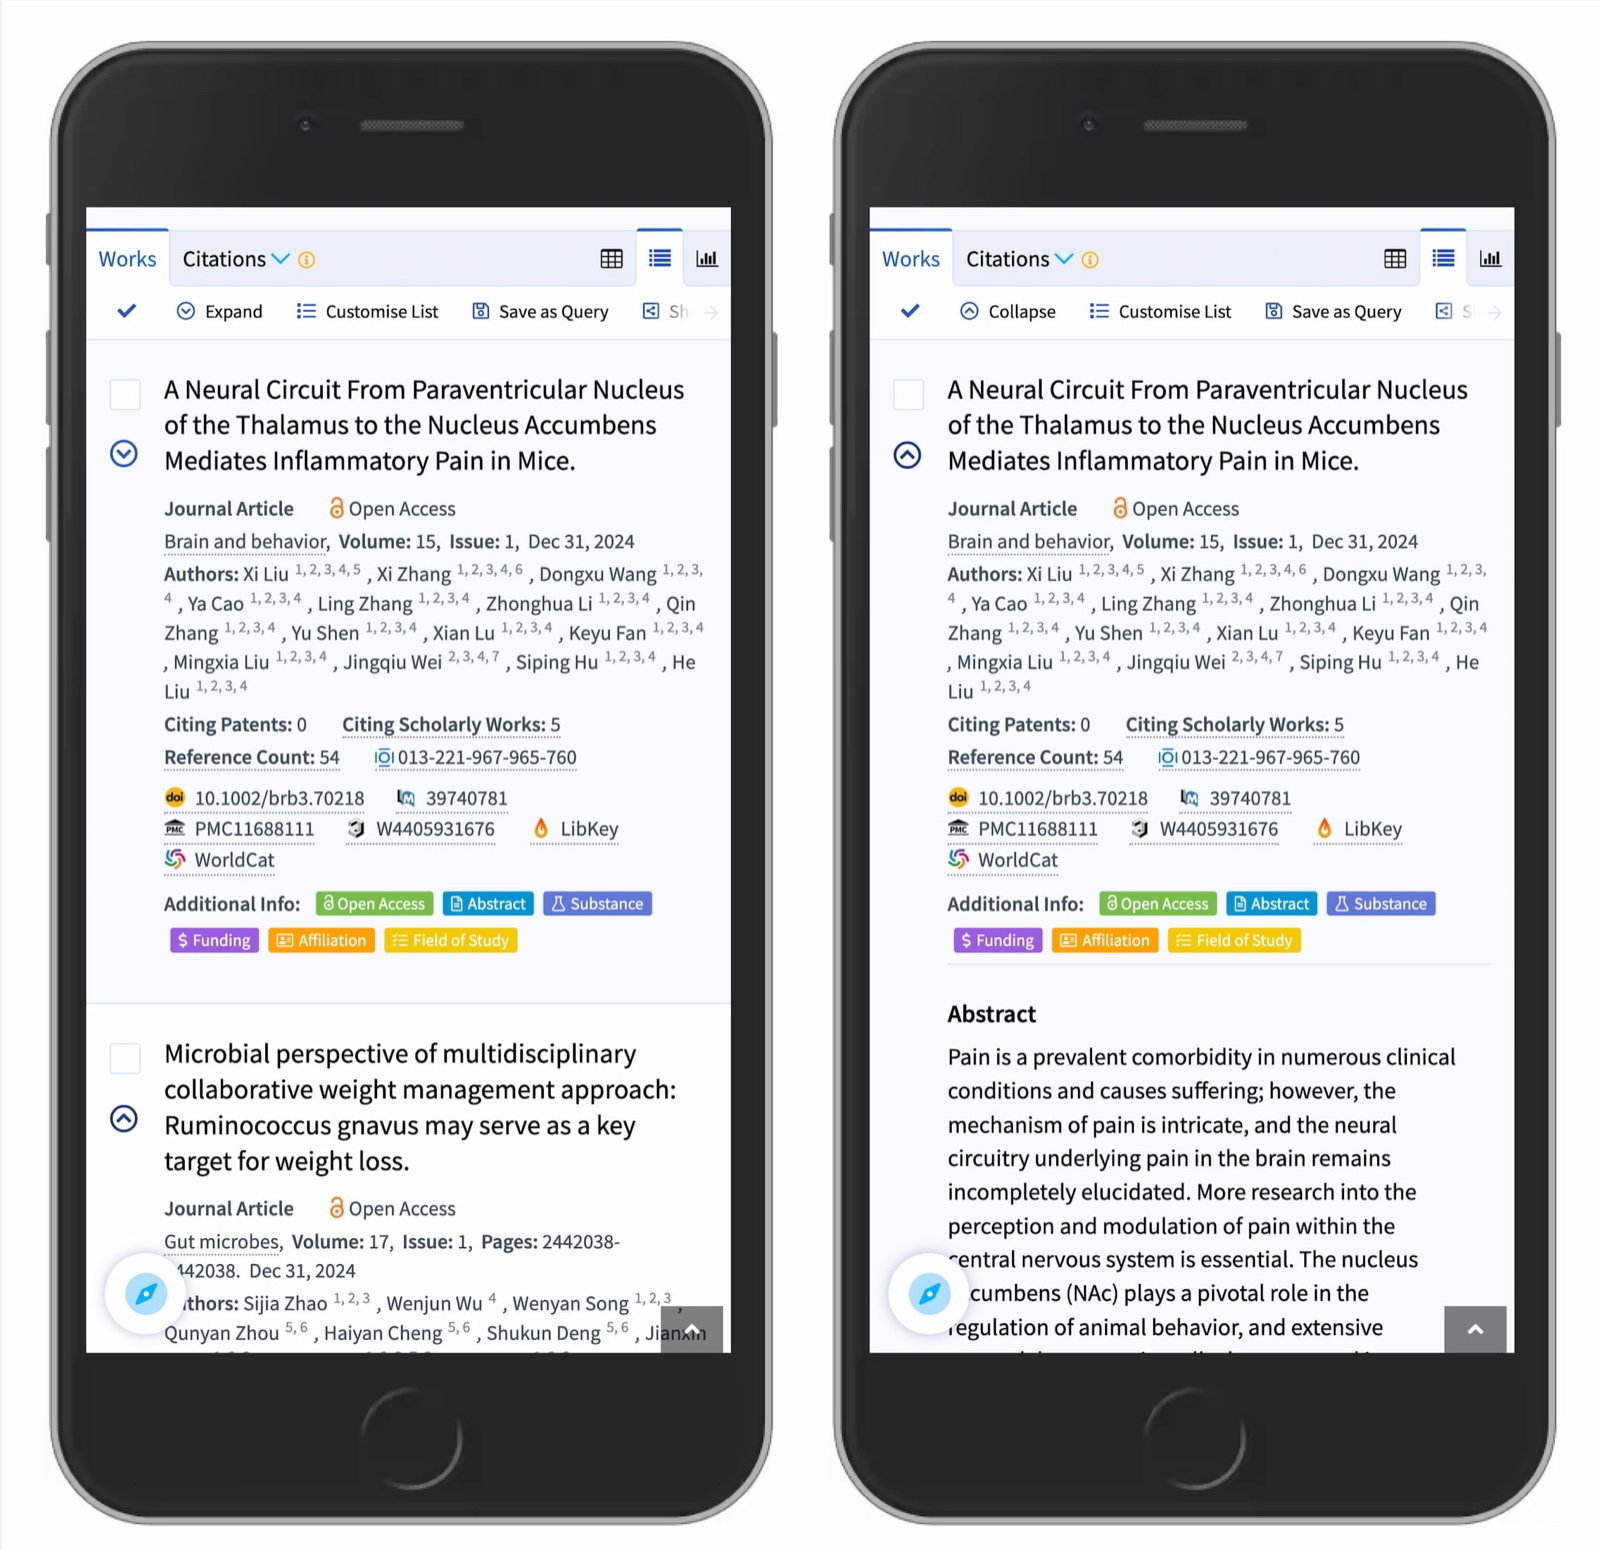 Works Citations
Expand Customise List Save as Query Sh
A Neural Circuit From Paraventricular Nucleus
of the Thalamus to the Nucleus Accumbens
Mediates Inflammatory Pain in Mice.
Journal Article Open Access
Brain and behavior, Volume: 15, Issue: 1, Dec 31, 2024
Authors: Xi Liu 1, 2, 3, 4, 5 , Xi Zhang 1, 2, 3, 4, 6 , Dongxu Wang 1, 2, 3,
4 , Ya Cao 1, 2, 3, 4 , Ling Zhang 1, 2, 3, 4 , Zhonghua Li 1, 2, 3, 4 , Qin
Zhang 1, 2, 3, 4 , Yu Shen 1, 2, 3, 4 , Xian Lu 1, 2, 3, 4 , Keyu Fan 1, 2, 3, 4
, Mingxia Liu 1, 2, 3, 4 , Jingqiu Wei 2, 3, 4, 7 , Siping Hu 1, 2, 3, 4 , He
Liu 1, 2, 3, 4
Citing Patents: 0 Citing Scholarly Works: 5
Reference Count: 54 013-221-967-965-760
doi 10.1002/brb3.70218 39740781
PMC PMC11688111 W4405931676 LibKey
WorldCat
Additional Info: Open Access Abstract Substance
$ Funding Affiliation Field of Study
Microbial perspective of multidisciplinary
collaborative weight management approach:
Ruminococcus gnavus may serve as a key
target for weight loss.
Journal Article Open Access
Gut microbes, Volume: 17, Issue: 1, Pages: 2442038-
442038. Dec 31, 2024
thors: Sijia Zhao 1, 2, 3 , Wenjun Wu 4 , Wenyan Song 1, 2, 3 ,
Qunyan Zhou 5, 6 , Haiyan Cheng 5, 6 , Shukun Deng 5, 6 , Jianxin
Works Citations
Collapse Customise List Save as Query S
A Neural Circuit From Paraventricular Nucleus
of the Thalamus to the Nucleus Accumbens
Mediates Inflammatory Pain in Mice.
Journal Article Open Access
Brain and behavior, Volume: 15, Issue: 1, Dec 31, 2024
Authors: Xi Liu 1, 2, 3, 4, 5 , Xi Zhang 1, 2, 3, 4, 6 , Dongxu Wang 1, 2, 3,
4 , Ya Cao 1, 2, 3, 4 , Ling Zhang 1, 2, 3, 4 , Zhonghua Li 1, 2, 3, 4 , Qin
Zhang 1, 2, 3, 4 , Yu Shen 1, 2, 3, 4 , Xian Lu 1, 2, 3, 4 , Keyu Fan 1, 2, 3, 4
, Mingxia Liu 1, 2, 3, 4 , Jingqiu Wei 2, 3, 4, 7 , Siping Hu 1, 2, 3, 4 , He
Liu 1, 2, 3, 4
Citing Patents: 0 Citing Scholarly Works: 5
Reference Count: 54 013-221-967-965-760
doi 10.1002/brb3.70218 39740781
PMC PMC11688111 W4405931676 LibKey
WorldCat
Additional Info: Open Access Abstract Substance
$ Funding Affiliation Field of Study
Abstract
Pain is a prevalent comorbidity in numerous clinical
conditions and causes suffering; however, the
mechanism of pain is intricate, and the neural
circuitry underlying pain in the brain remains
incompletely elucidated. More research into the
perception and modulation of pain within the
central nervous system is essential. The nucleus
cumbens (NAc) plays a pivotal role in the
regulation of animal behavior, and extensive